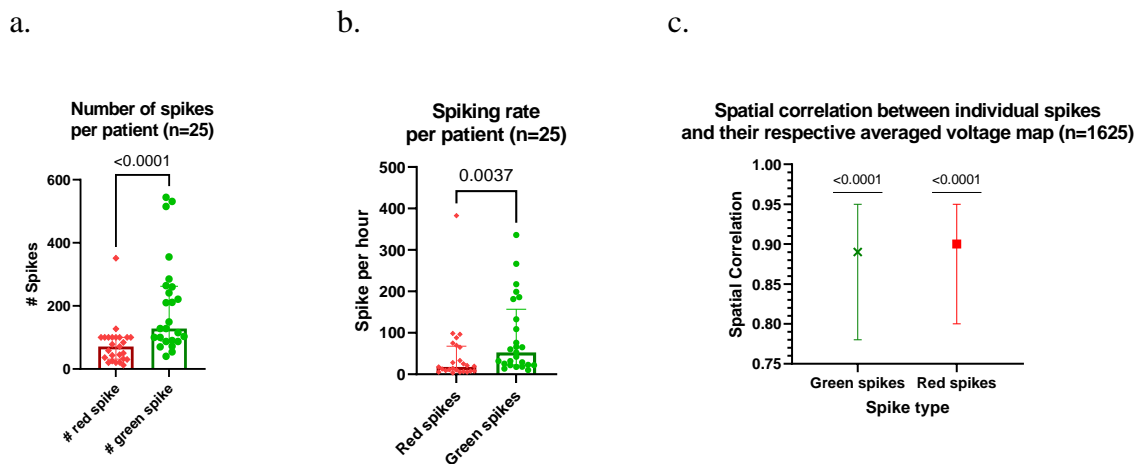 a.
b.
c.
Number of spikes
per patient (n=25)
<0.0001
600
400
200
0
# Spikes
# red spike
# green spike
Spiking rate
per patient (n=25)
0.0037
500
400
300
200
100
0
Spike per hour
Red spikes
Green spikes
Spatial correlation between individual spikes
and their respective averaged voltage map (n=1625)
<0.0001
<0.0001
1.00
0.95
0.90
0.85
0.80
0.75
Spatial Correlation
Green spikes
Red spikes
Spike type